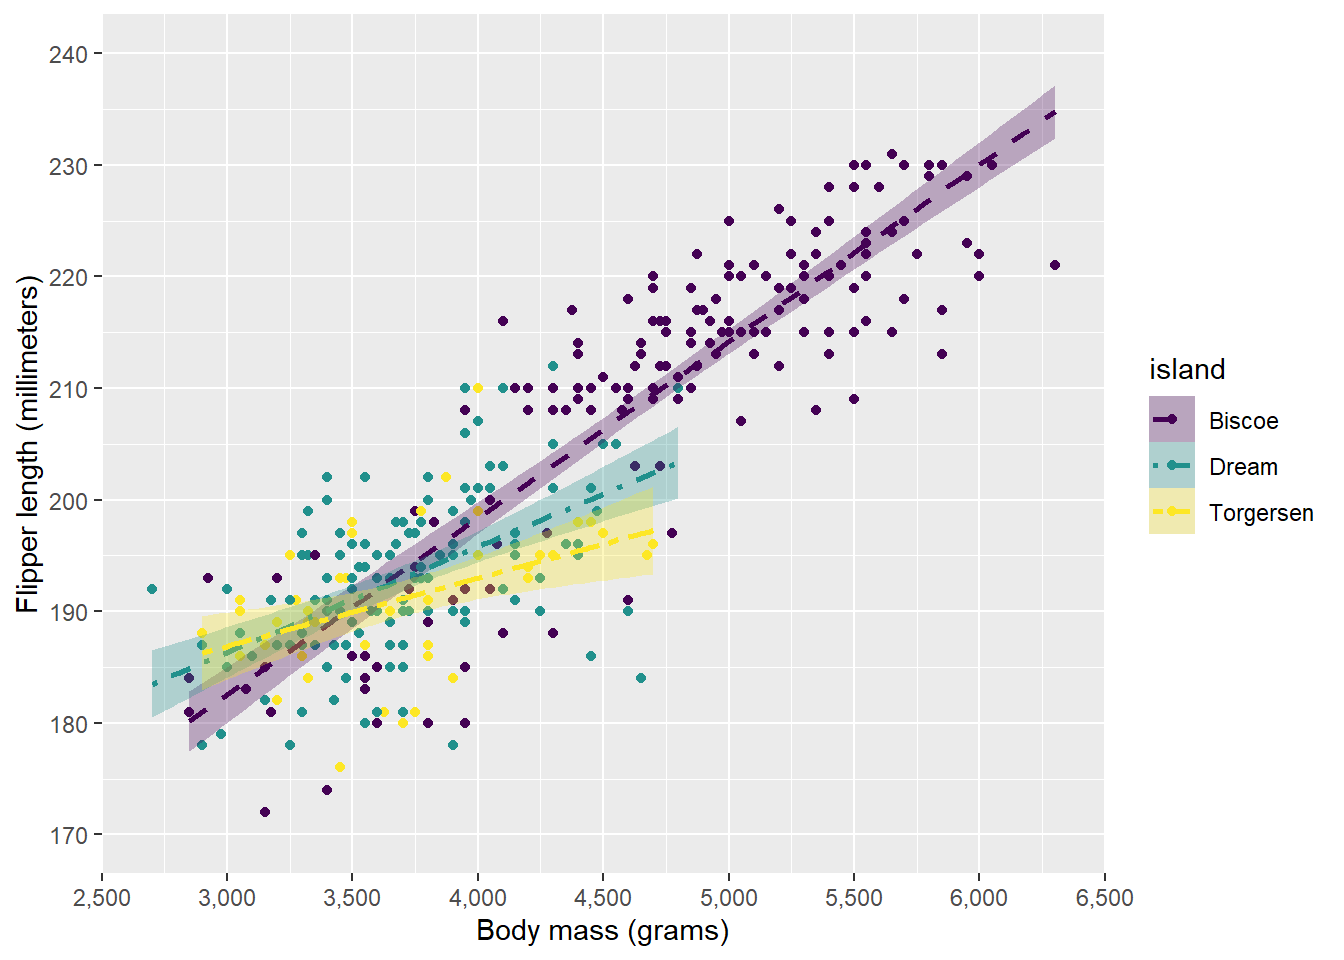 240
230
220
210
200
190
180
170
Flipper length (millimeters)
2,500 3,000 3,500 4,000 4,500 5,000 5,500 6,000 6,500
Body mass (grams)
island
Biscoe
Dream
Torgersen